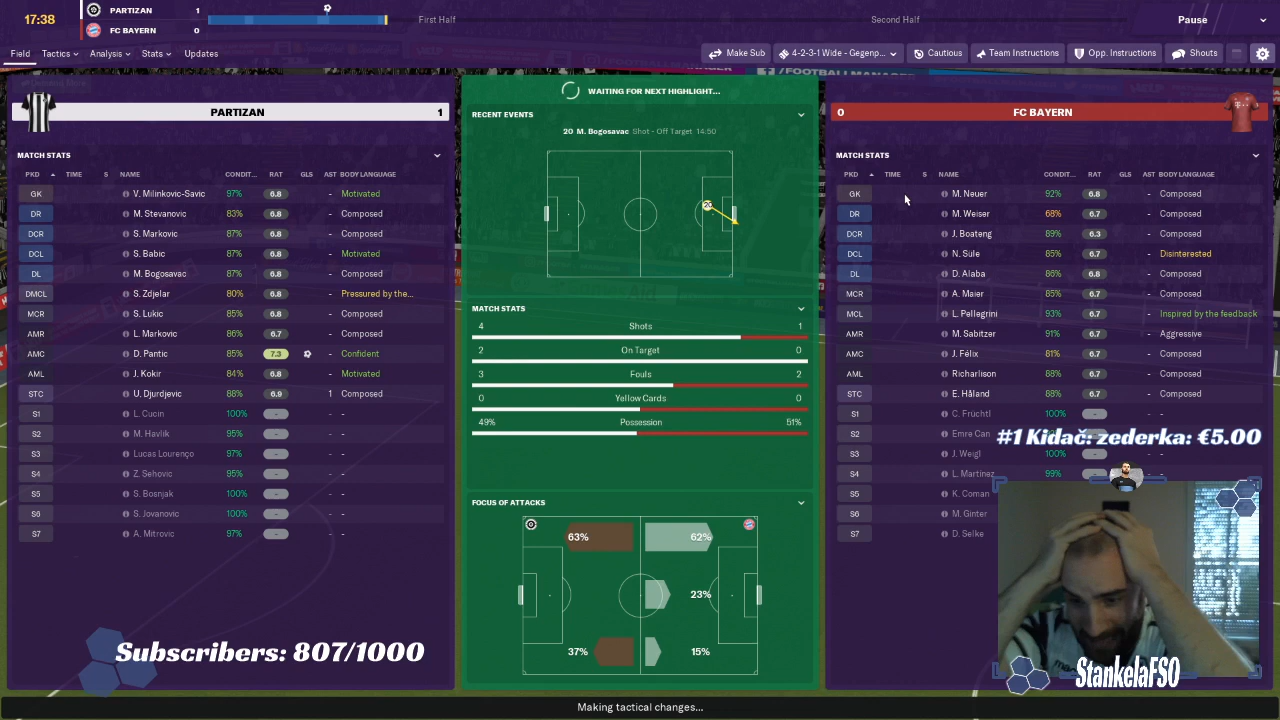 17:38
PARTIZAN 1
FC BAYERN 0
First Half
Second Half
Pause
Field Tactics Analysis Stats Updates
Make Sub
4-2-3-1 Wide - Gegenp...
Cautious
Team Instructions
Opp. Instructions
Shouts
PARTIZAN 1
MATCH STATS
PKD TIME S NAME CONDIT... RAT GLS AST BODY LANGUAGE
GK V. Milinkovic-Savic 97% 6.8 - Motivated
DR M. Stevanovic 83% 6.8 - Composed
DCR S. Markovic 87% 6.8 - Composed
DCL S. Babic 87% 6.8 - Motivated
DL M. Bogosavac 87% 6.8 - Composed
DMCL S. Zdjelar 80% 6.8 - Pressured by the...
MCR S. Lukic 85% 6.8 - Composed
AMR L. Markovic 86% 6.7 - Composed
AMC D. Pantic 85% 7.3 - Confident
AML J. Kokir 84% 6.8 - Motivated
STC U. Djurdjevic 88% 6.9 1 Composed
S1 L. Cucin 100% - - -
S2 M. Havlik 95% - - -
S3 Lucas Lourenço 97% - - -
S4 Z. Sehovic 95% - - -
S5 S. Bosnjak 100% - - -
S6 S. Jovanovic 100% - - -
S7 A. Mitrovic 97% - - -
Subscribers: 807/1000
WAITING FOR NEXT HIGHLIGHT...
RECENT EVENTS
20 M. Bogosavac Shot - Off Target 14:50
MATCH STATS
4 Shots 1
2 On Target 0
3 Fouls 2
0 Yellow Cards 0
49% Possession 51%
FOCUS OF ATTACKS
63% 62%
23%
37% 15%
0 FC BAYERN
MATCH STATS
PKD TIME S NAME CONDIT... RAT GLS AST BODY LANGUAGE
GK M. Neuer 92% 6.8 - Composed
DR M. Weiser 68% 6.7 - Composed
DCR J. Boateng 89% 6.3 - Composed
DCL N. Süle 85% 6.7 - Disinterested
DL D. Alaba 86% 6.8 - Composed
MCR A. Maier 85% 6.7 - Composed
MCL L. Pellegrini 93% 6.7 - Inspired by the feedback
AMR M. Sabitzer 91% 6.7 - Aggressive
AMC J. Félix 81% 6.7 - Composed
AML Richarlison 88% 6.7 - Composed
STC E. Håland 88% 6.7 - Composed
S1 C. Früchtl 100% - - -
S2 Emre Can
#1 Kidač: zederka: €5.00
S3 J. Weigl 100% - - -
S4 L. Martínez 99% - - -
S5 K. Coman
S6 M. Ginter
S7 D. Selke
StankelaFSO
Making tactical changes...